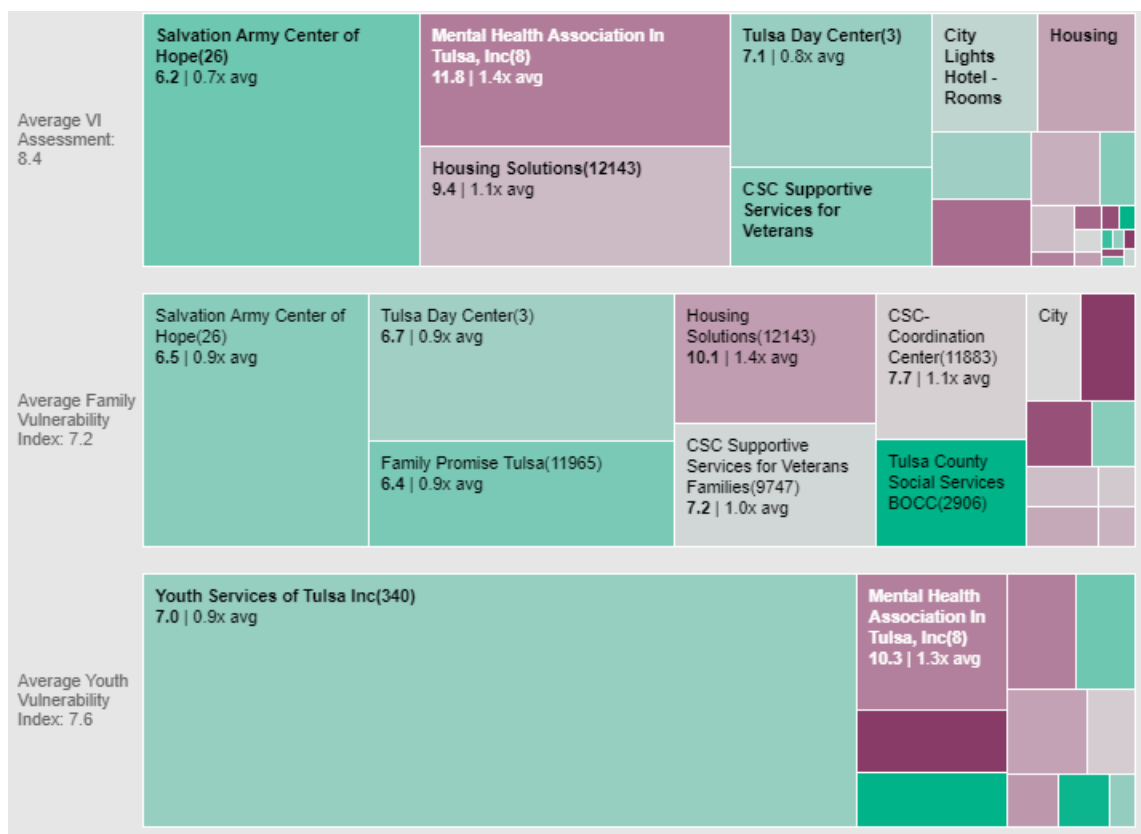 Average VI
Assessment:
8.4
Salvation Army Center of
Hope(26)
6.2 | 0.7x avg
Mental Health Association In
Tulsa, Inc(8)
11.8 | 1.4x avg
Housing Solutions(12143)
9.4 | 1.1x avg
Tulsa Day Center(3)
7.1 | 0.8x avg
CSC Supportive
Services for
Veterans
City
Lights
Hotel -
Rooms
Housing
Average Family
Vulnerability
Index: 7.2
Salvation Army Center of
Hope(26)
6.5 | 0.9x avg
Tulsa Day Center(3)
6.7 | 0.9x avg
Family Promise Tulsa(11965)
6.4 | 0.9x avg
Housing
Solutions(12143)
10.1 | 1.4x avg
CSC Supportive
Services for Veterans
Families(9747)
7.2 | 1.0x avg
CSC-
Coordination
Center(11883)
7.7 | 1.1x avg
Tulsa County
Social Services
BOCC(2906)
City
Average Youth
Vulnerability
Index: 7.6
Youth Services of Tulsa Inc(340)
7.0 | 0.9x avg
Mental Health
Association In
Tulsa, Inc(8)
10.3 | 1.3x avg